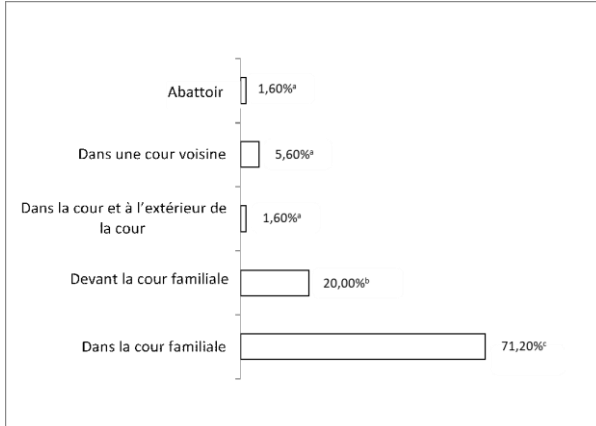 Abattoir 1,60%ᵃ
Dans une cour voisine 5,60%ᵃ
Dans la cour et à l'extérieur de
la cour 1,60%ᵃ
Devant la cour familiale 20,00%ᵇ
Dans la cour familiale 71,20%ᶜ